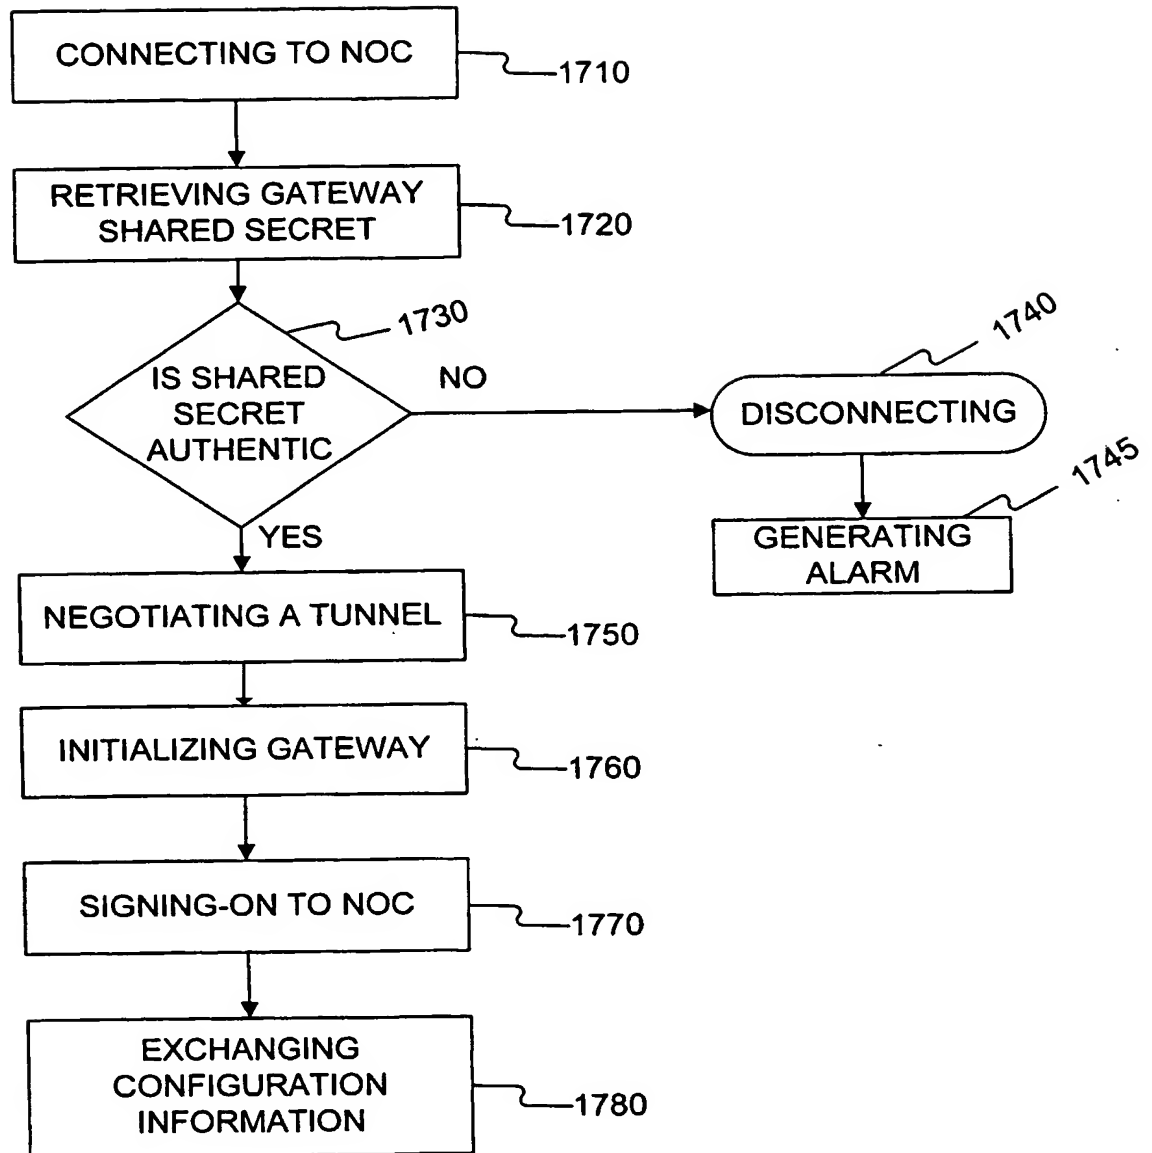 CONNECTING TO NOC
1710
RETRIEVING GATEWAY
SHARED SECRET
1720
1730
IS SHARED
SECRET
AUTHENTIC
NO
1740
DISCONNECTING
1745
GENERATING
ALARM
YES
NEGOTIATING A TUNNEL
1750
INITIALIZING GATEWAY
1760
SIGNING-ON TO NOC
1770
EXCHANGING
CONFIGURATION
INFORMATION
1780